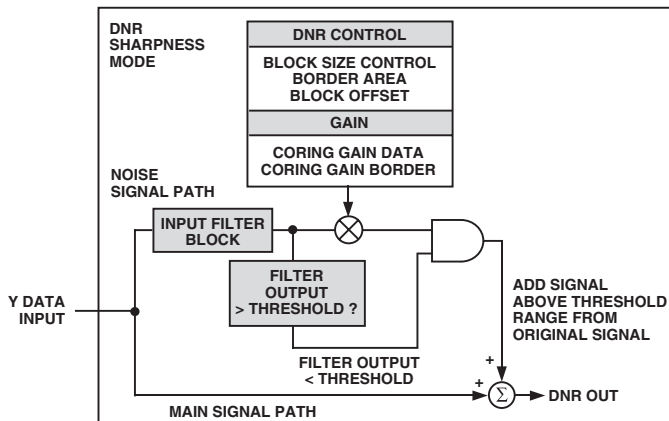 DNR
SHARPNESS
MODE
DNR CONTROL
BLOCK SIZE CONTROL
BORDER AREA
BLOCK OFFSET
GAIN
CORING GAIN DATA
CORING GAIN BORDER
NOISE
SIGNAL PATH
INPUT FILTER
BLOCK
FILTER
OUTPUT
> THRESHOLD ?
Y DATA
INPUT
FILTER OUTPUT
< THRESHOLD
ADD SIGNAL
ABOVE THRESHOLD
RANGE FROM
ORIGINAL SIGNAL
+
+
Σ
DNR OUT
MAIN SIGNAL PATH